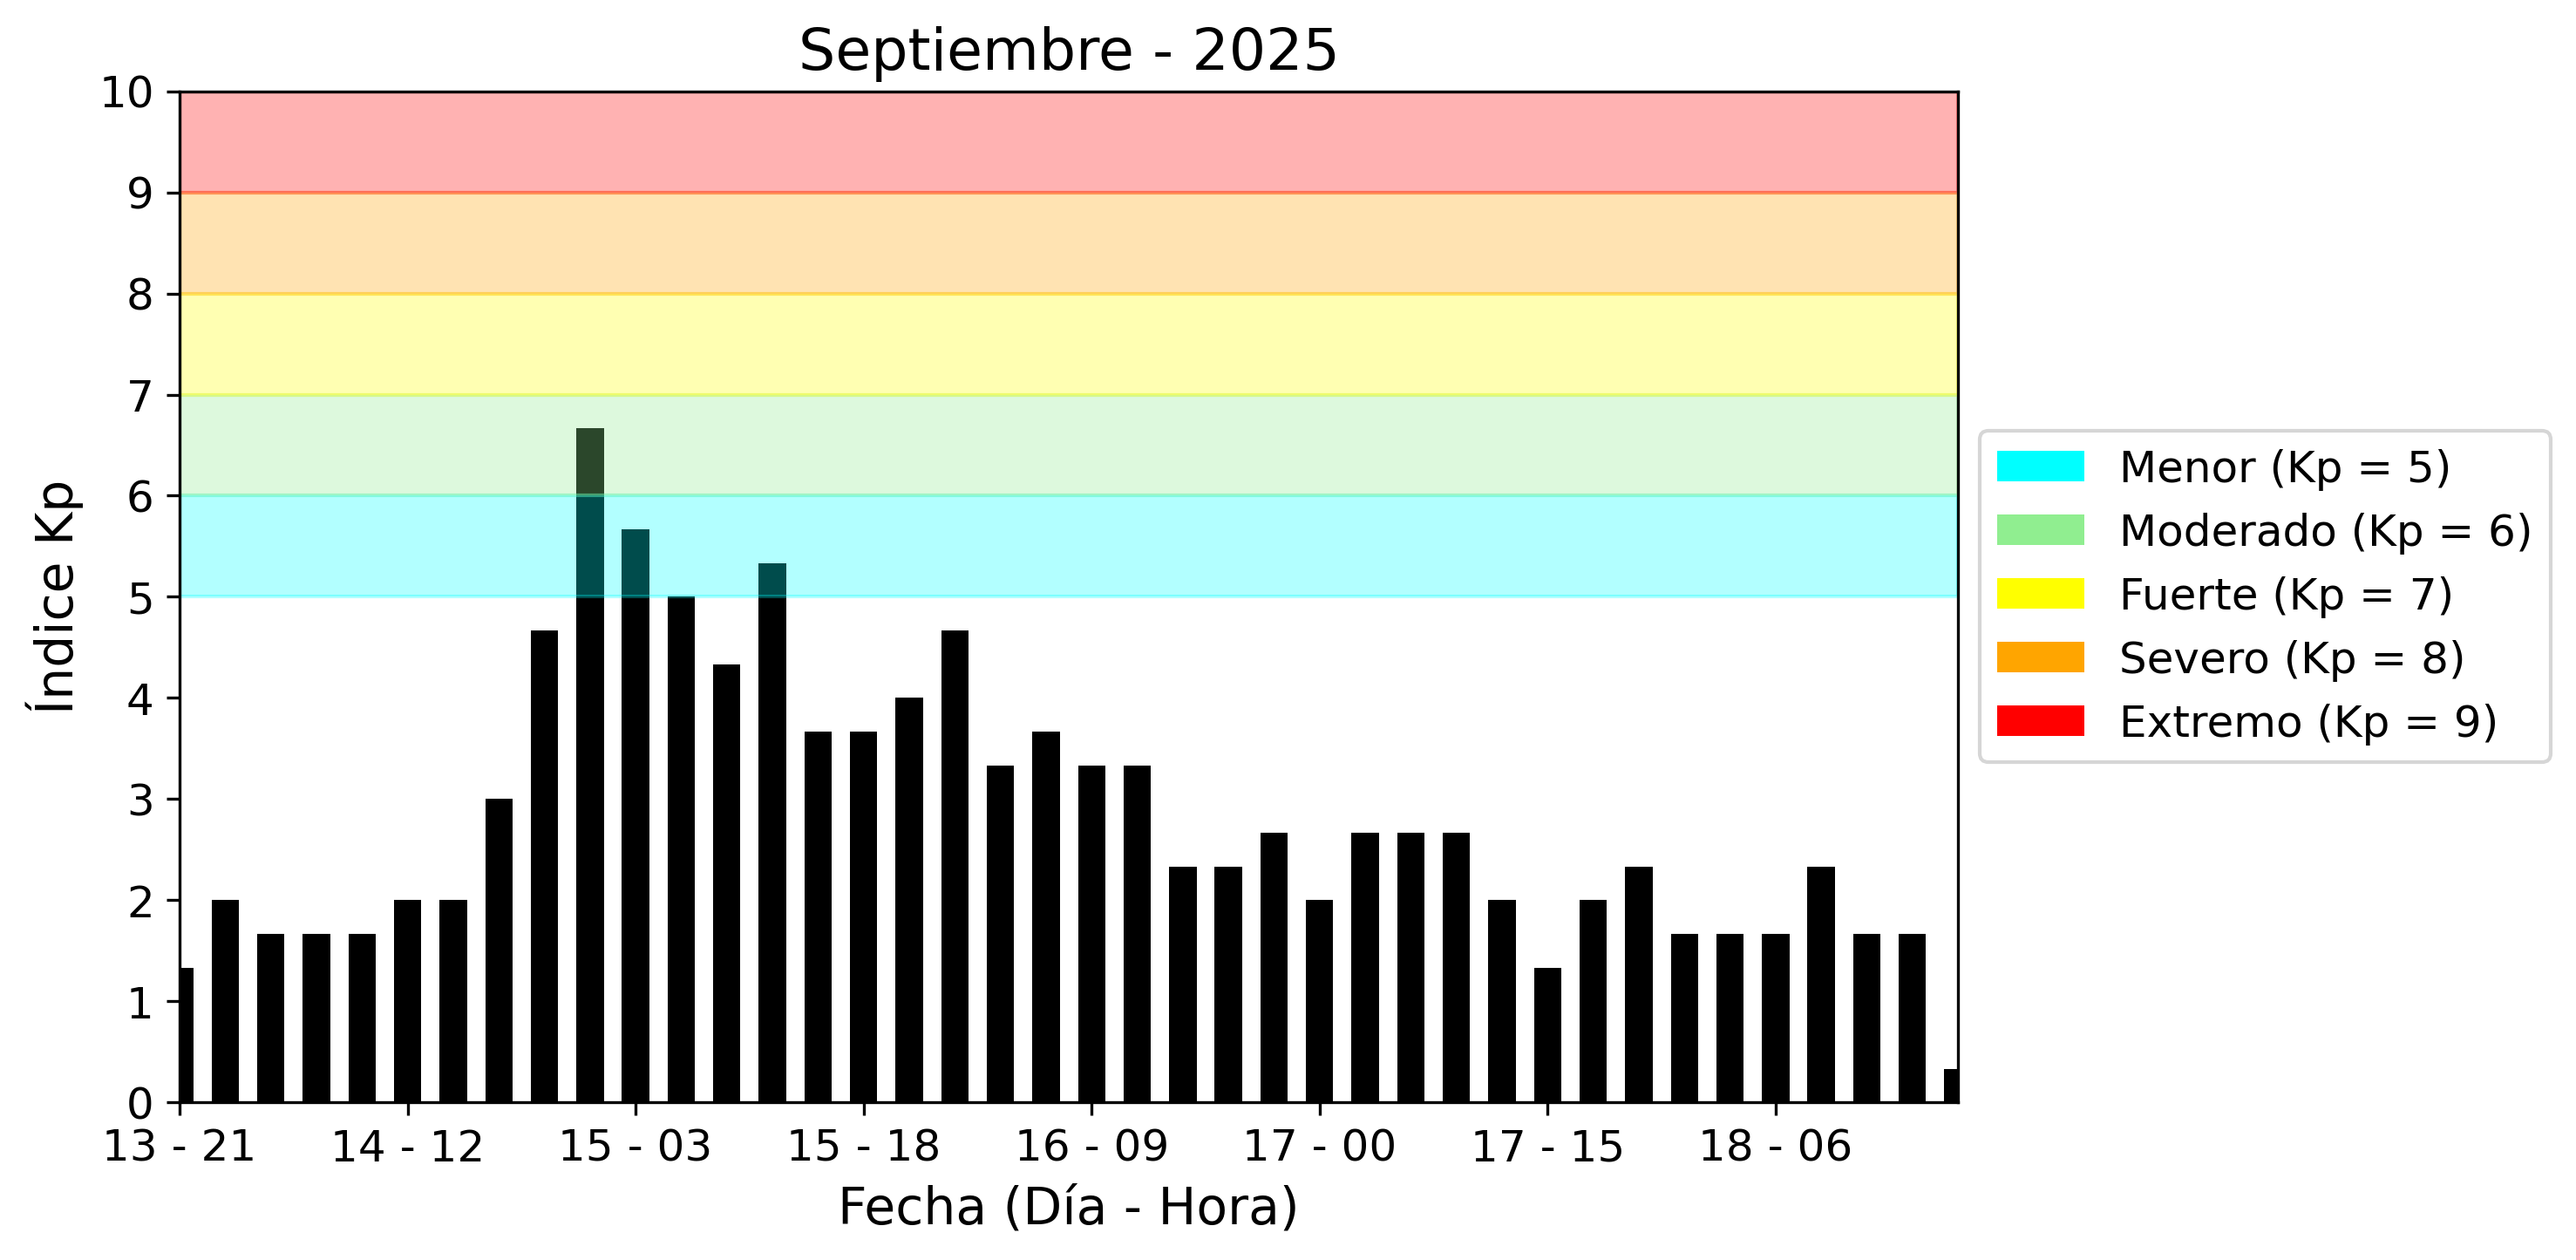 Septiembre - 2025
10
9
8
7
6
5
4
3
2
1
0
Índice Kp
13 - 21
14 - 12
15 - 03
15 - 18
16 - 09
17 - 00
17 - 15
18 - 06
Fecha (Día - Hora)
Menor (Kp = 5)
Moderado (Kp = 6)
Fuerte (Kp = 7)
Severo (Kp = 8)
Extremo (Kp = 9)